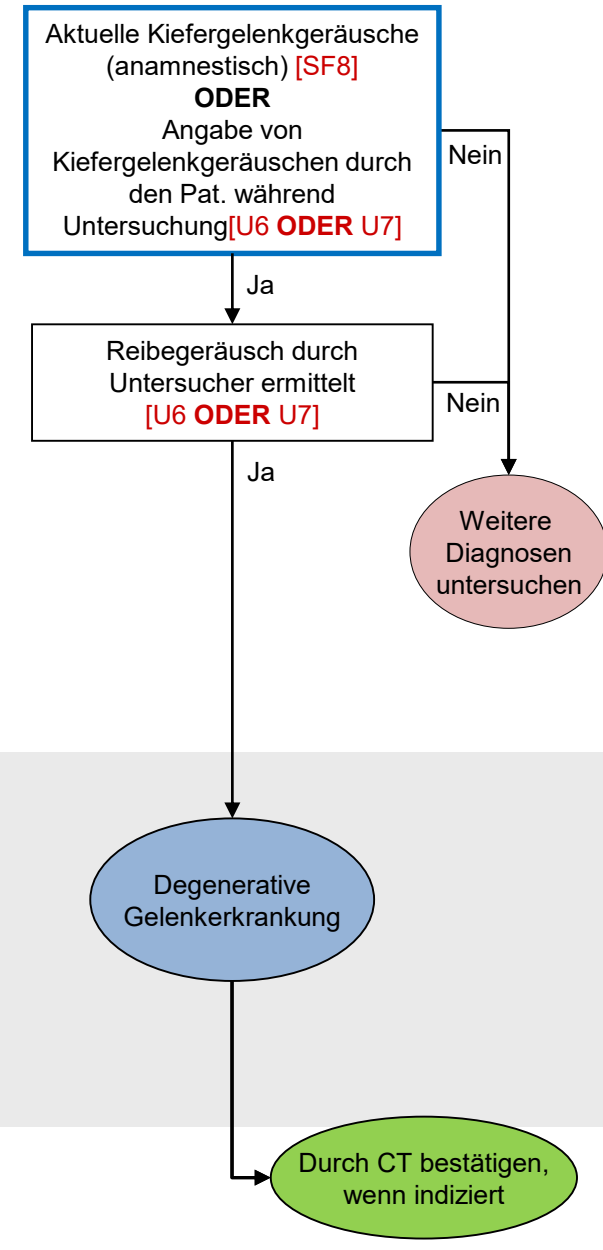 Aktuelle Kiefergelenkgeräusche
(anamnestisch) [SF8]
ODER
Angabe von
Kiefergelenkgeräuschen durch
den Pat. während
Untersuchung[U6 ODER U7]
Nein
Ja
Reibegeräusch durch
Untersucher ermittelt
[U6 ODER U7]
Nein
Ja
Weitere
Diagnosen
untersuchen
Degenerative
Gelenkerkrankung
Durch CT bestätigen,
wenn indiziert